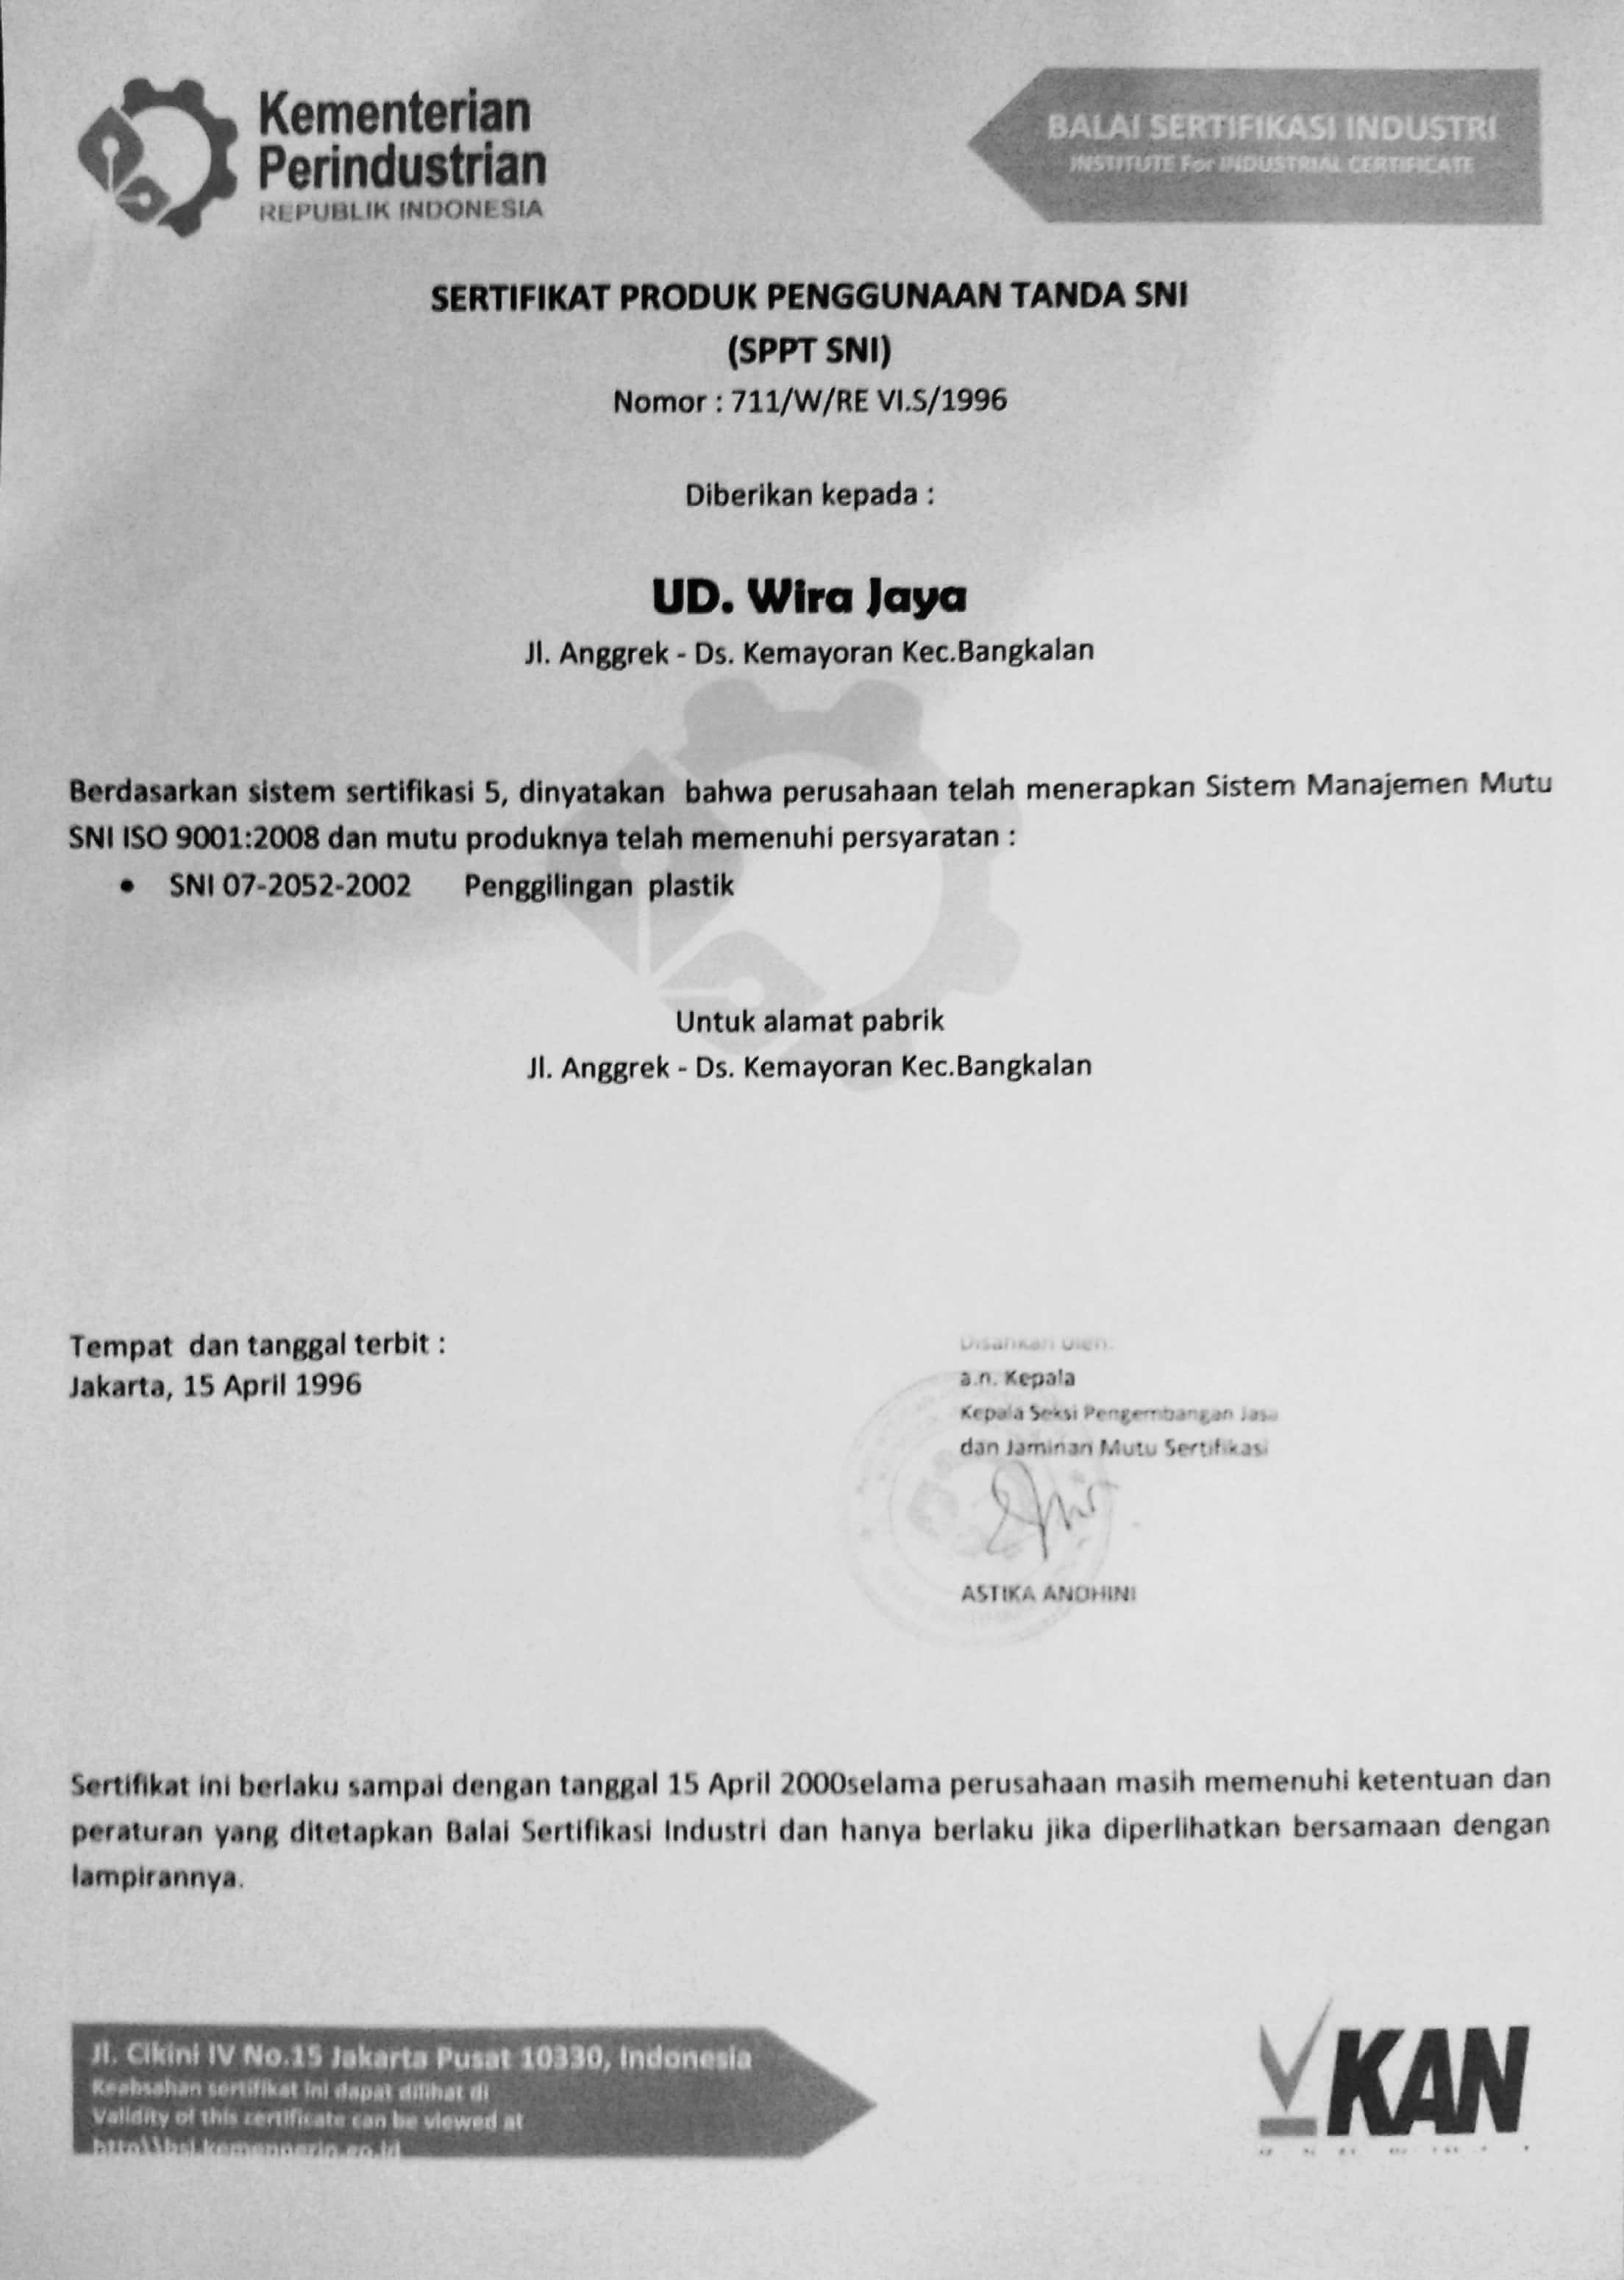 Kementerian
Perindustrian
REPUBLIK INDONESIA
BALAI SERTIFIKASI INDUSTRI
INSTITUTE For INDUSTRIAL CERTIFICATE
SERTIFIKAT PRODUK PENGGUNAAN TANDA SNI
(SPPT SNI)
Nomor : 711/W/RE VI.S/1996
Diberikan kepada :
UD. Wira Jaya
Jl. Anggrek - Ds. Kemayoran Kec.Bangkalan
Berdasarkan sistem sertifikasi 5, dinyatakan bahwa perusahaan telah menerapkan Sistem Manajemen Mutu
SNI ISO 9001:2008 dan mutu produknya telah memenuhi persyaratan :
• SNI 07-2052-2002 Penggilingan plastik
Untuk alamat pabrik
Jl. Anggrek - Ds. Kemayoran Kec.Bangkalan
Tempat dan tanggal terbit :
Jakarta, 15 April 1996
Disahkan oleh:
a.n. Kepala
Kepala Seksi Pengembangan Jasa
dan Jaminan Mutu Sertifikasi
ASTIKA ANDHINI
Sertifikat ini berlaku sampai dengan tanggal 15 April 2000selama perusahaan masih memenuhi ketentuan dan
peraturan yang ditetapkan Balai Sertifikasi Industri dan hanya berlaku jika diperlihatkan bersamaan dengan
lampirannya.
Jl. Cikini IV No.15 Jakarta Pusat 10330, Indonesia
Keabsahan sertifikat ini dapat dilihat di
Validity of this certificate can be viewed at
http\\bsi.kemenperin.go.id
KAN